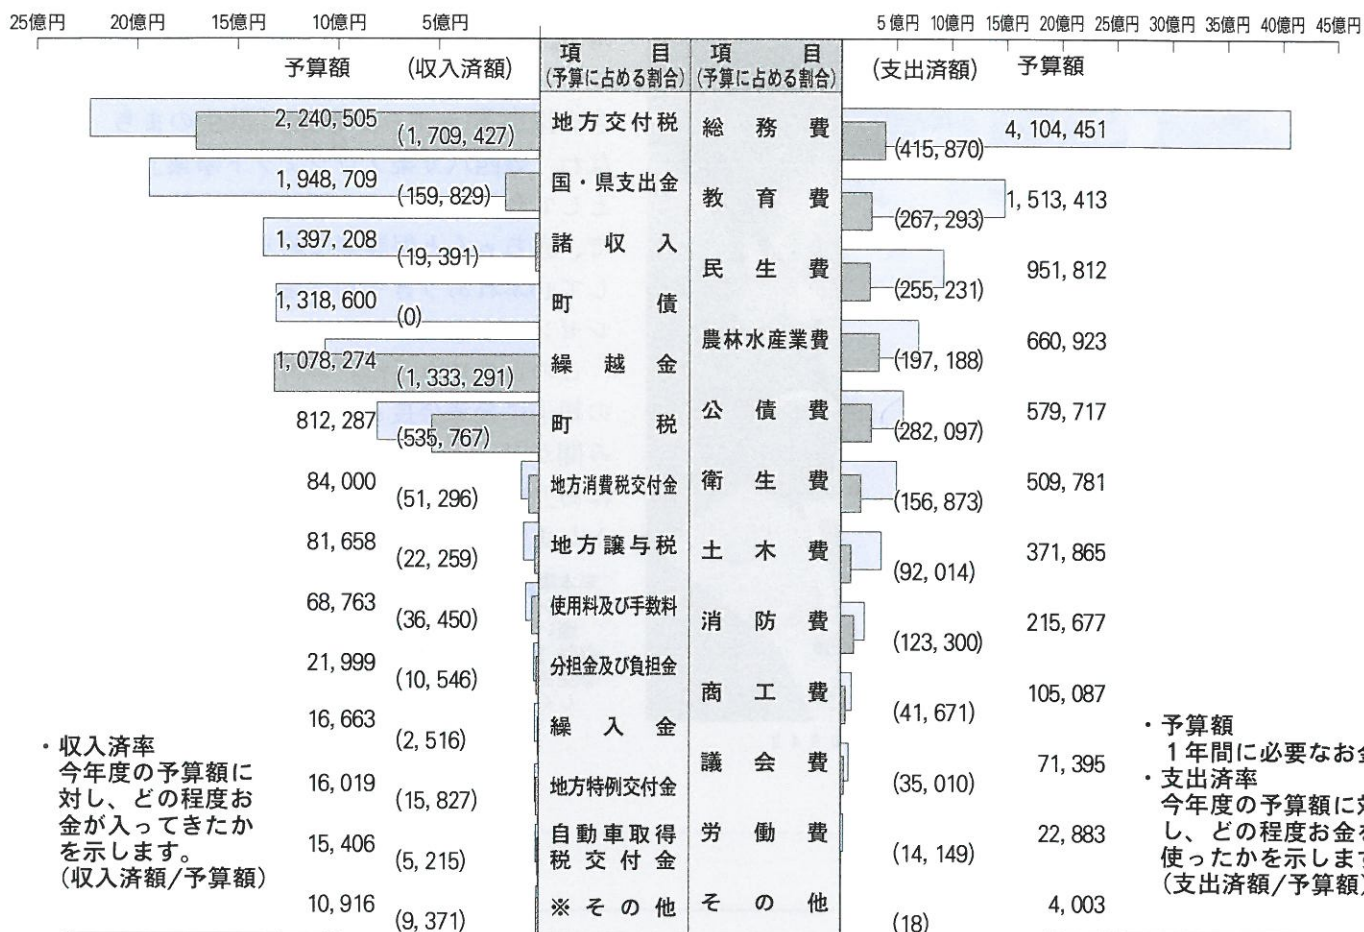 25億円 20億円 15億円 10億円 5億円 5億円 10億円 15億円 20億円 25億円 30億円 35億円 40億円 45億円
予算額 (収入済額) 項目 項目 (支出済額) 予算額
(予算に占める割合) (予算に占める割合)
2,240,505 (1,709,427) 地方交付税 総務費 (415,870) 4,104,451
1,948,709 (159,829) 国・県支出金 教育費 (267,293) 1,513,413
1,397,208 (19,391) 諸収入 民生費 (255,231) 951,812
1,318,600 (0) 町債 農林水産業費 (197,188) 660,923
1,078,274 (1,333,291) 繰越金 公債費 (282,097) 579,717
812,287 (535,767) 町税 衛生費 (156,873) 509,781
84,000 (51,296) 地方消費税交付金 土木費 (92,014) 371,865
81,658 (22,259) 地方譲与税 消防費 (123,300) 215,677
68,763 (36,450) 使用料及び手数料 商工費 (41,671) 105,087
21,999 (10,546) 分担金及び負担金 議会費 (35,010) 71,395
16,663 (2,516) 繰入金 労働費 (14,149) 22,883
16,019 (15,827) 地方特例交付金 その他 (18) 4,003
15,406 (5,215) 自動車取得
税交付金
10,916 (9,371) ※その他
・収入済率
今年度の予算額に
対し、どの程度お
金が入ってきたか
を示します。
(収入済額/予算額)
・予算額
1年間に必要なお金
・支出済率
今年度の予算額に対
し、どの程度お金を
使ったかを示します
(支出済額/予算額)